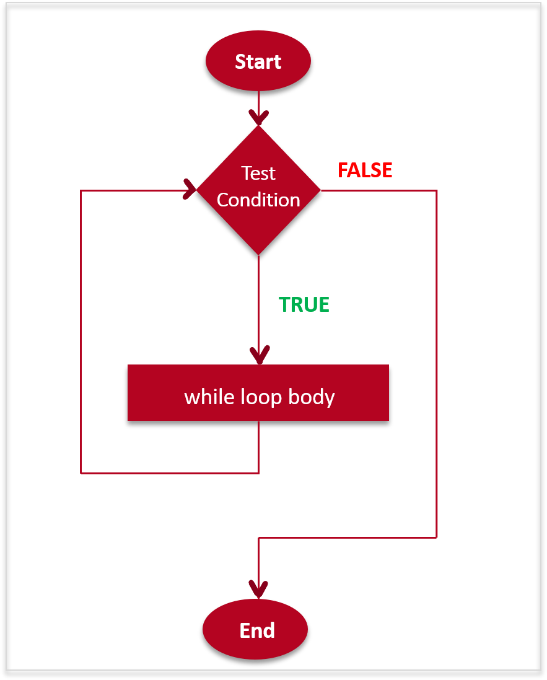 Start
Test
Condition
FALSE
TRUE
while loop body
End